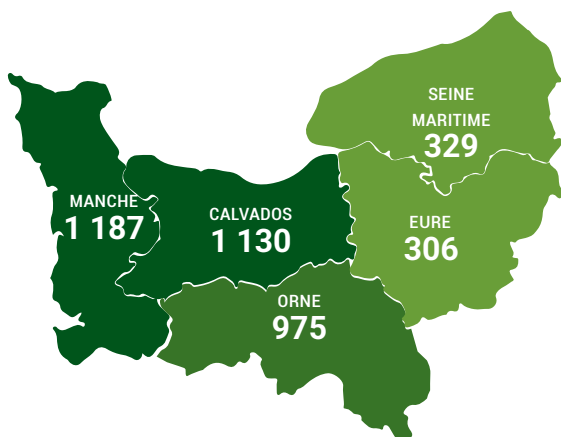 SEINE
MARITIME
329
MANCHE
1 187
CALVADOS
1 130
EURE
306
ORNE
975